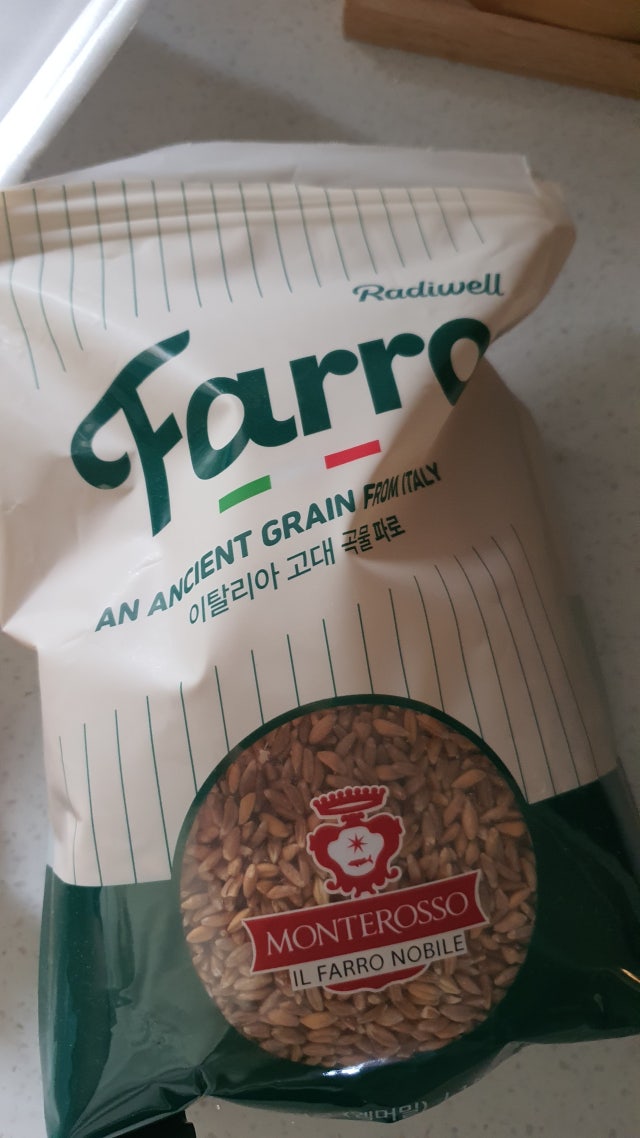 Radiwell
Farro
AN ANCIENT GRAIN FROM ITALY
이탈리아 고대 곡물 파로
MONTEROSSO
IL FARRO NOBILE